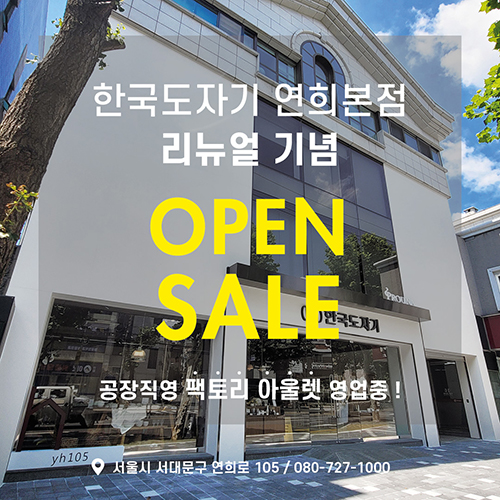 한국도자기 연희본점
리뉴얼 기념
OPEN
SALE
한국도자기
공장직영 팩토리 아울렛 영업중 !
yh105
서울시 서대문구 연희로 105 / 080-727-1000